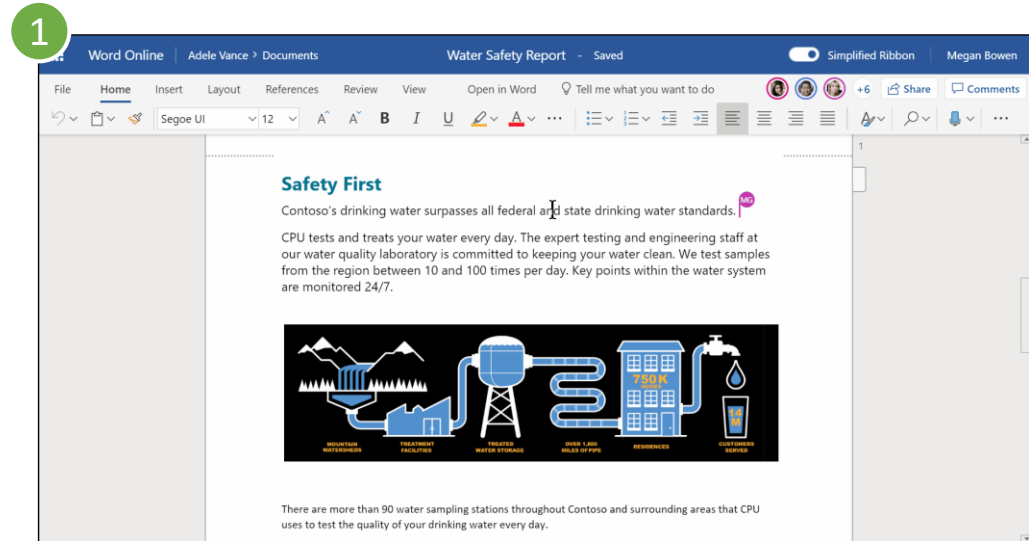 1
Word Online Adele Vance > Documents Water Safety Report - Saved Simplified Ribbon Megan Bowen
File Home Insert Layout References Review View Open in Word Tell me what you want to do +6 Share Comments
Segoe UI 12 A A B I U A
1
Safety First
Contoso's drinking water surpasses all federal and state drinking water standards.
MG
CPU tests and treats your water every day. The expert testing and engineering staff at
our water quality laboratory is committed to keeping your water clean. We test samples
from the region between 10 and 100 times per day. Key points within the water system
are monitored 24/7.
750K
HOMES
14
M
MOUNTAIN
WATERSHEDS
TREATMENT
FACILITIES
TREATED
WATER STORAGE
OVER 1,800
MILES OF PIPE
RESIDENCES
CUSTOMERS
SERVED
There are more than 90 water sampling stations throughout Contoso and surrounding areas that CPU
uses to test the quality of your drinking water every day.